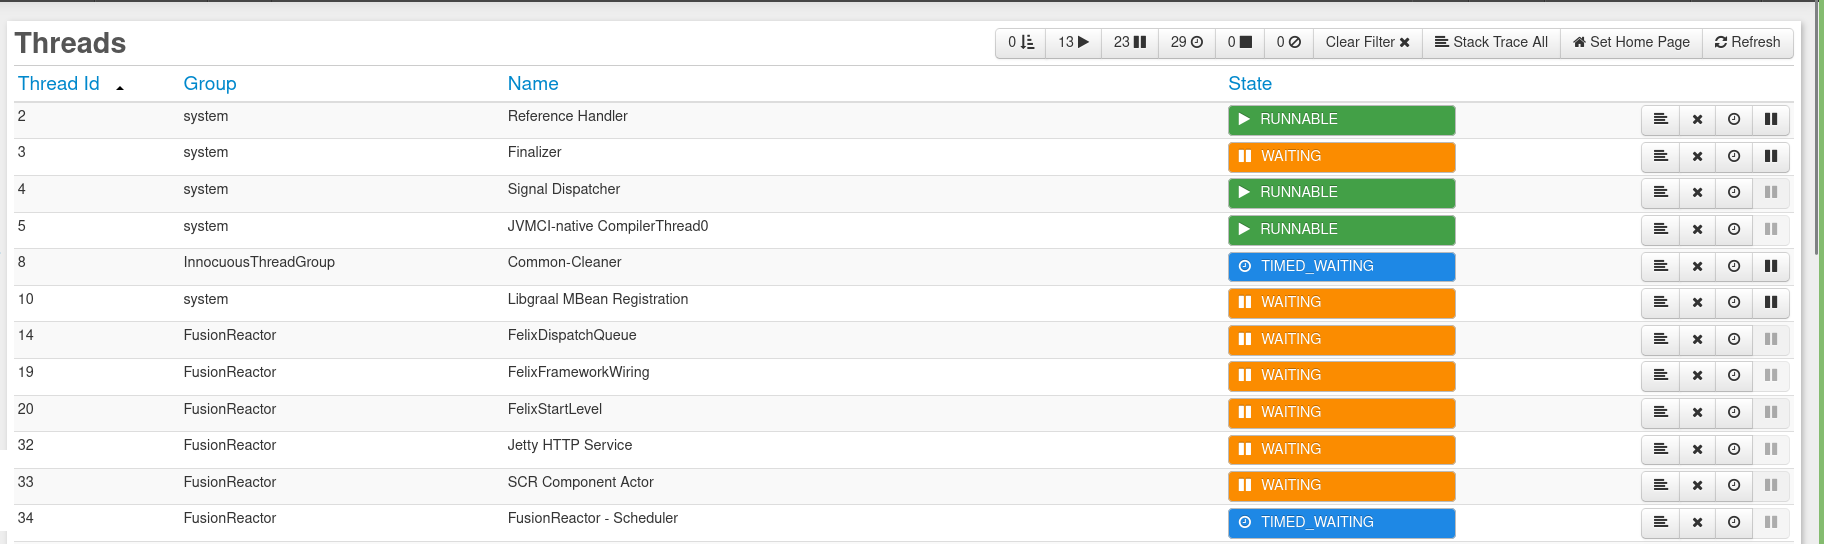 Threads
0 13 23 29 0 0 Clear Filter Stack Trace All Set Home Page Refresh
Thread Id Group Name State
2 system Reference Handler RUNNABLE
3 system Finalizer WAITING
4 system Signal Dispatcher RUNNABLE
5 system JVMCI-native CompilerThread0 RUNNABLE
8 InnocuousThreadGroup Common-Cleaner TIMED_WAITING
10 system Libgraal MBean Registration WAITING
14 FusionReactor FelixDispatchQueue WAITING
19 FusionReactor FelixFrameworkWiring WAITING
20 FusionReactor FelixStartLevel WAITING
32 FusionReactor Jetty HTTP Service WAITING
33 FusionReactor SCR Component Actor WAITING
34 FusionReactor FusionReactor - Scheduler TIMED_WAITING